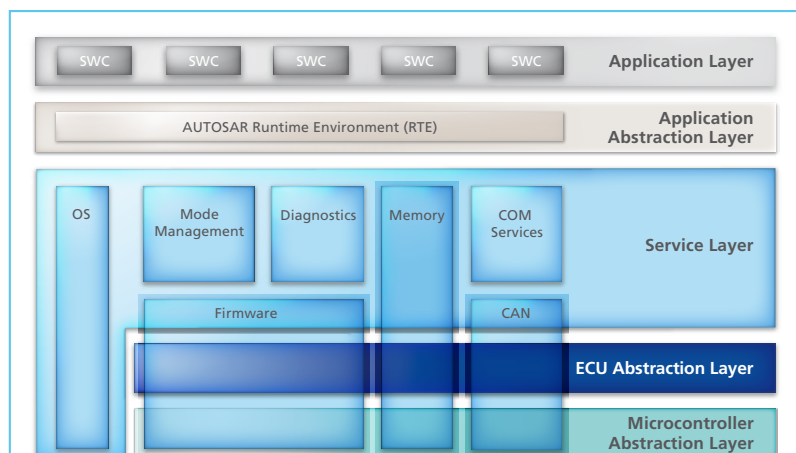 SWC SWC SWC SWC SWC Application Layer
AUTOSAR Runtime Environment (RTE)
Application
Abstraction Layer
OS
Mode
Management
Diagnostics
Memory
COM
Services
Service Layer
Firmware
CAN
ECU Abstraction Layer
Microcontroller
Abstraction Layer